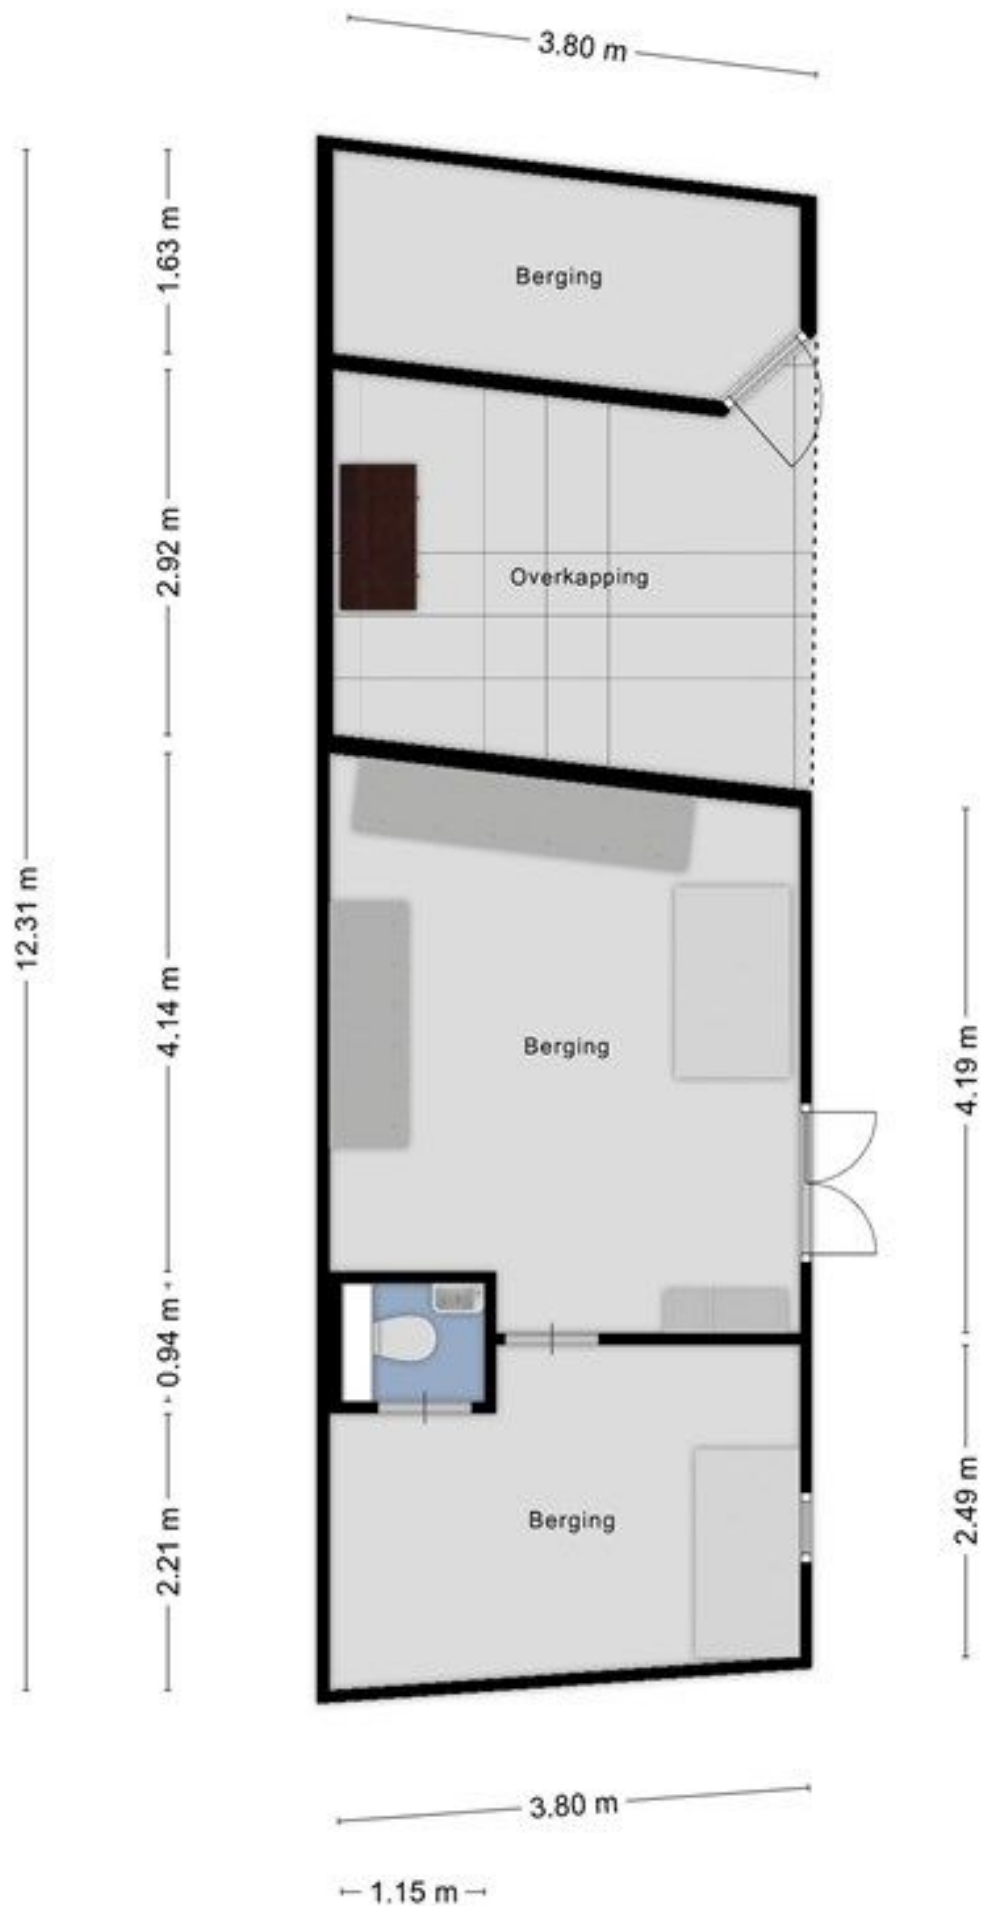 3.80 m
1.63 m
Berging
2.92 m
Overkapping
12.31 m
4.14 m
Berging
4.19 m
0.94 m
2.21 m
Berging
2.49 m
3.80 m
1.15 m